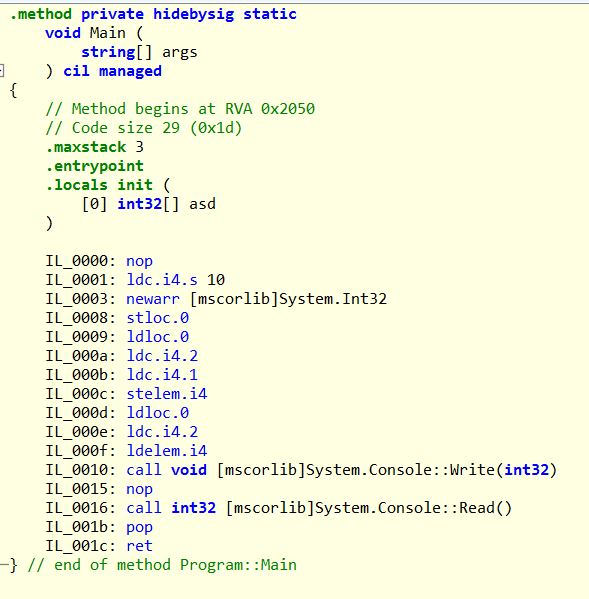 .method private hidebysig static
void Main (
string[] args
) cil managed
{
// Method begins at RVA 0x2050
// Code size 29 (0x1d)
.maxstack 3
.entrypoint
.locals init (
[0] int32[] asd
)
IL_0000: nop
IL_0001: ldc.i4.s 10
IL_0003: newarr [mscorlib]System.Int32
IL_0008: stloc.0
IL_0009: ldloc.0
IL_000a: ldc.i4.2
IL_000b: ldc.i4.1
IL_000c: stelem.i4
IL_000d: ldloc.0
IL_000e: ldc.i4.2
IL_000f: ldelem.i4
IL_0010: call void [mscorlib]System.Console::Write(int32)
IL_0015: nop
IL_0016: call int32 [mscorlib]System.Console::Read()
IL_001b: pop
IL_001c: ret
} // end of method Program::Main